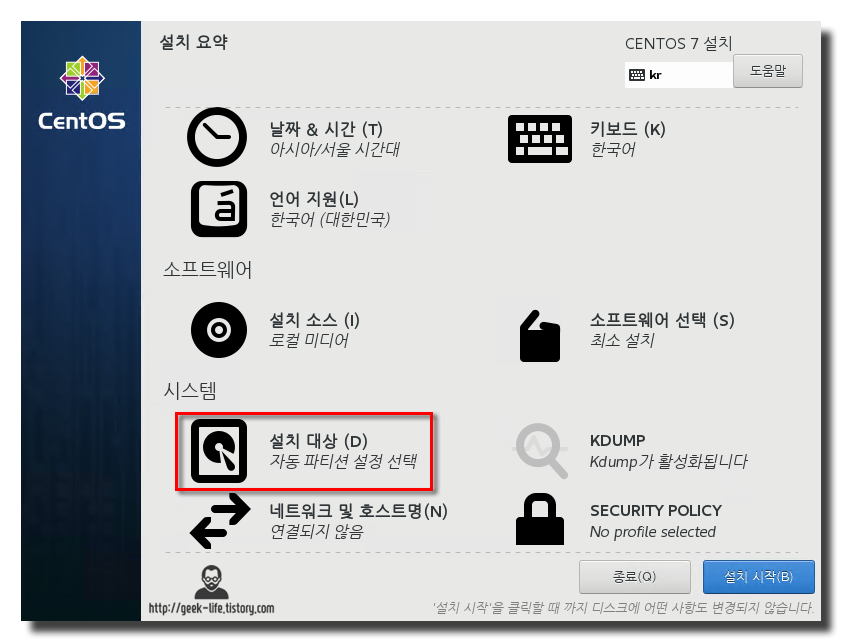 설치 요약
CENTOS 7 설치
kr
도움말
CentOS
날짜 & 시간 (T)
아시아/서울 시간대
키보드 (K)
한국어
á
언어 지원(L)
한국어 (대한민국)
소프트웨어
설치 소스 (I)
로컬 미디어
소프트웨어 선택 (S)
최소 설치
시스템
설치 대상 (D)
자동 파티션 설정 선택
KDUMP
Kdump가 활성화됩니다
네트워크 및 호스트명(N)
연결되지 않음
SECURITY POLICY
No profile selected
종료(Q)
설치 시작(B)
http://geek-life.tistory.com
'설치 시작'을 클릭할 때 까지 디스크에 어떤 사항도 변경되지 않습니다.